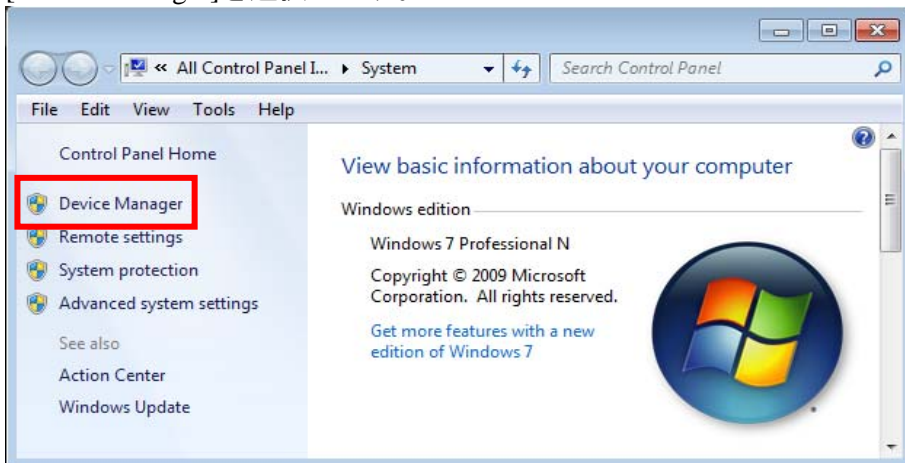 All Control Panel I... System
Search Control Panel
File Edit View Tools Help
Control Panel Home
Device Manager
Remote settings
System protection
Advanced system settings
See also
Action Center
Windows Update
View basic information about your computer
Windows edition
Windows 7 Professional N
Copyright © 2009 Microsoft
Corporation. All rights reserved.
Get more features with a new
edition of Windows 7